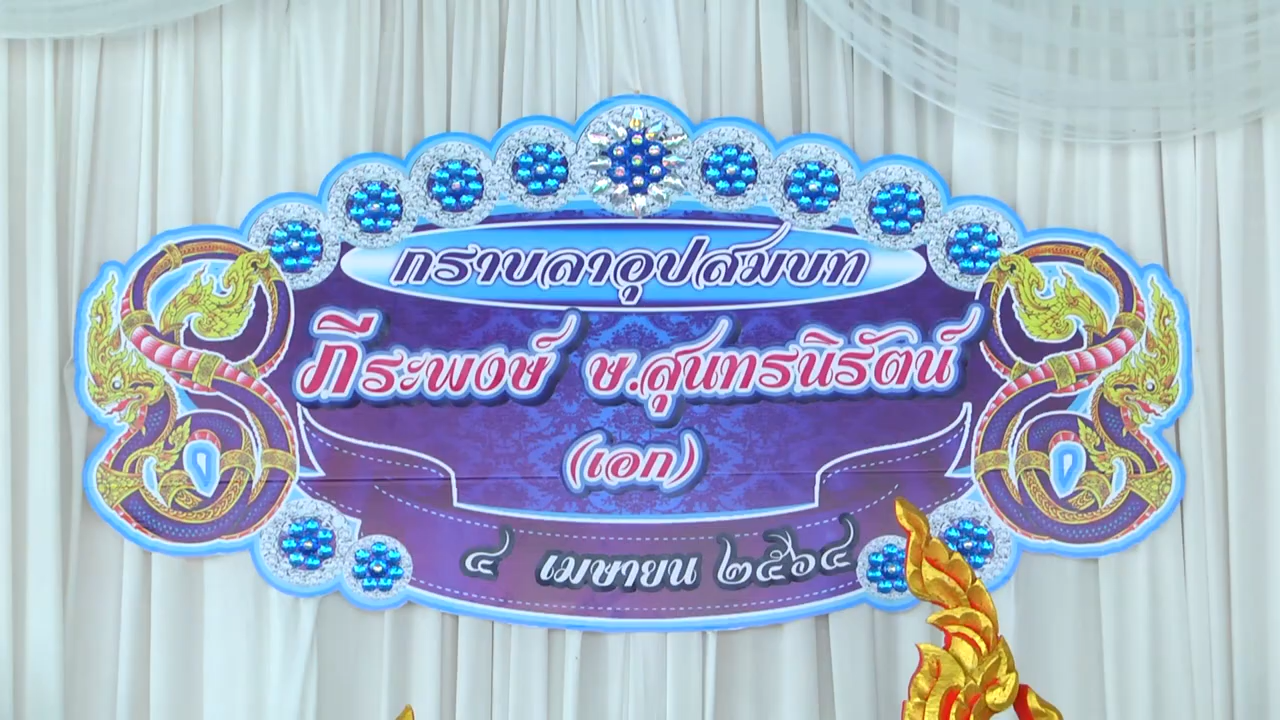 กราบลาอุปสมบท
ภีระพงษ์ ษ.สุนทรนิรัตน์
(เอก)
๔ เมษายน ๒๕๖๔